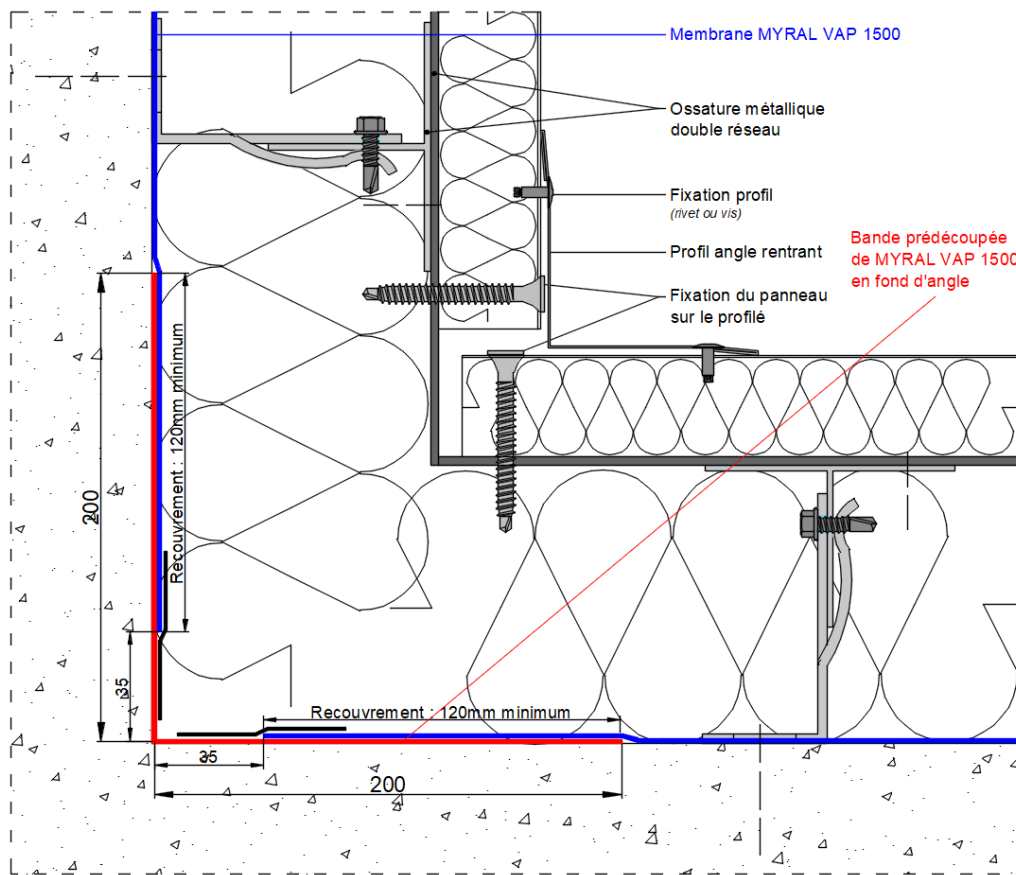 Membrane MYRAL VAP 1500
Ossature métallique
double réseau
Fixation profil
(rivet ou vis)
Profil angle rentrant
Bande prédécoupée
de MYRAL VAP 1500
en fond d'angle
Fixation du panneau
sur le profilé
Recouvrement : 120mm minimum
200
35
Recouvrement : 120mm minimum
35
200